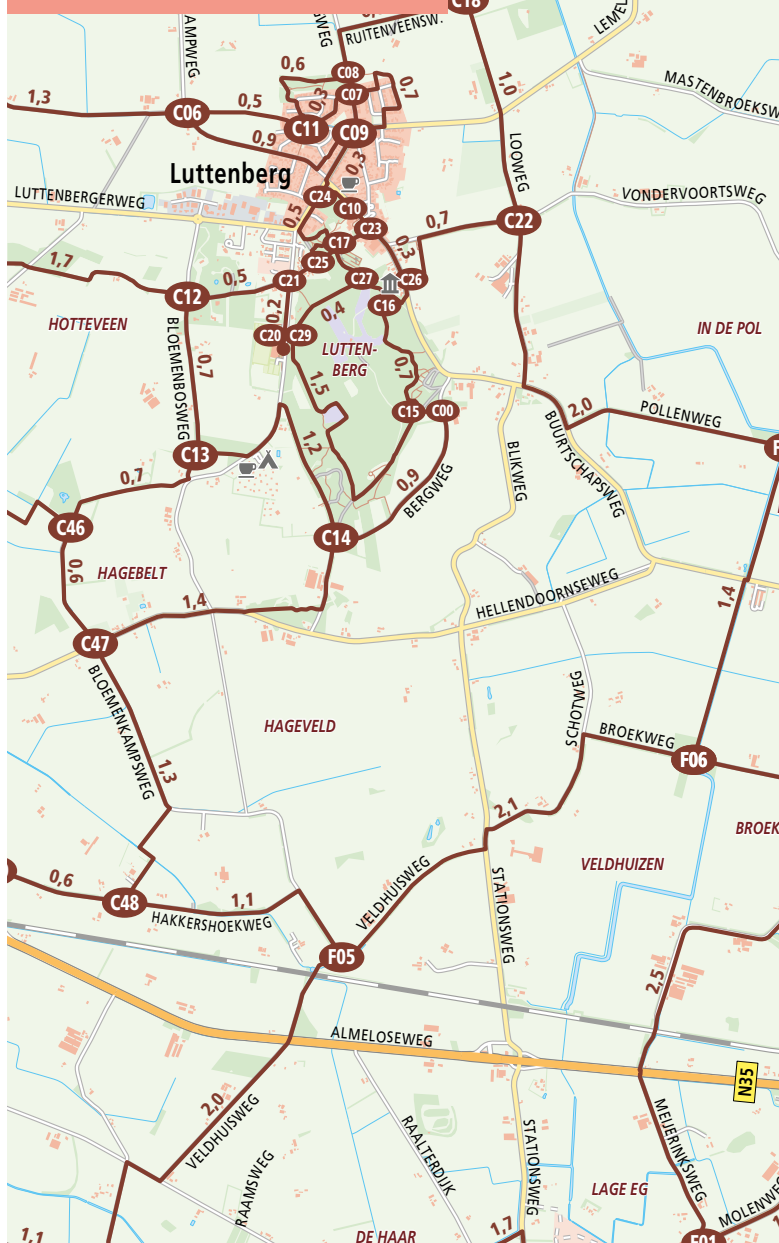 C18
RUITENVEENSW.
0,6
C08
C07
0,7
1,0
MASTENBROEKSW
1,3
C06
0,5
0,3
C11
C09
0,9
0,3
LOOWEG
Luttenberg
LUTTENBERGERWEG
C24
C10
VONDERVOORTSWEG
0,5
C23
0,7
C22
C17
0,3
1,7
C25
0,5
C21
C27
C26
C12
0,2
0,4
C16
HOTTEVEEN
C20
C29
LUTTEN-
BERG
IN DE POL
BLOEMENBOSWEG
0,7
0,7
1,5
C15
C00
2,0
POLLENWEG
1,2
BUURTSCHAPSWEG
BLIKWEG
C13
0,7
0,9
BERGWEG
C46
C14
0,6
HAGEBELT
HELLENDOORNSEWEG
1,4
1,4
C47
BLOEMENKAMPSWEG
HAGEVELD
SCHOTWEG
BROEKWEG
F06
1,3
2,1
BROEK
VELDHUIZEN
0,6
C48
1,1
HAKKERSHOEKWEG
VELDHUISWEG
STATIONSWEG
F05
2,5
ALMELOSEWEG
N35
2,0
VELDHUISWEG
RAALTERDIJK
STATIONSWEG
MEIJERINKSWEG
RAAMSWEG
LAGE EG
MOLENWE
1,1
DE HAAR
1,7
F01